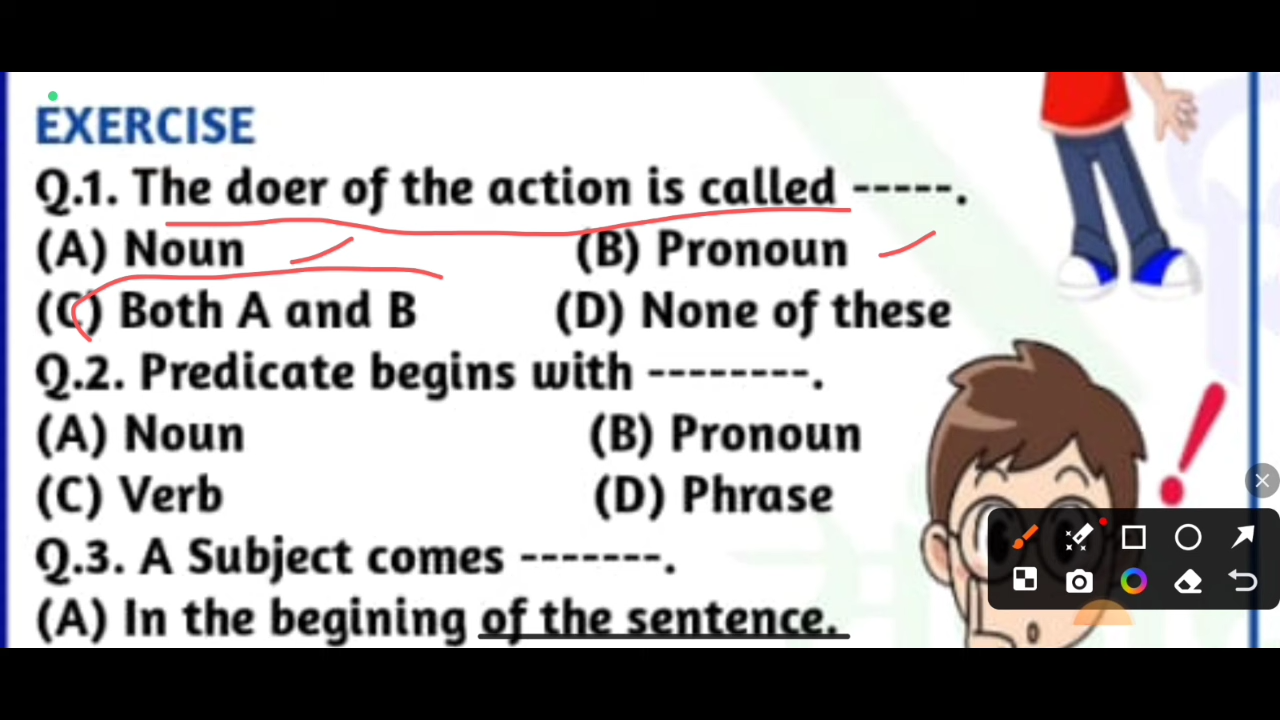 EXERCISE
Q.1. The doer of the action is called -----.
(A) Noun (B) Pronoun
(C) Both A and B (D) None of these
Q.2. Predicate begins with --------.
(A) Noun (B) Pronoun
(C) Verb (D) Phrase
Q.3. A Subject comes -------.
(A) In the begining of the sentence.